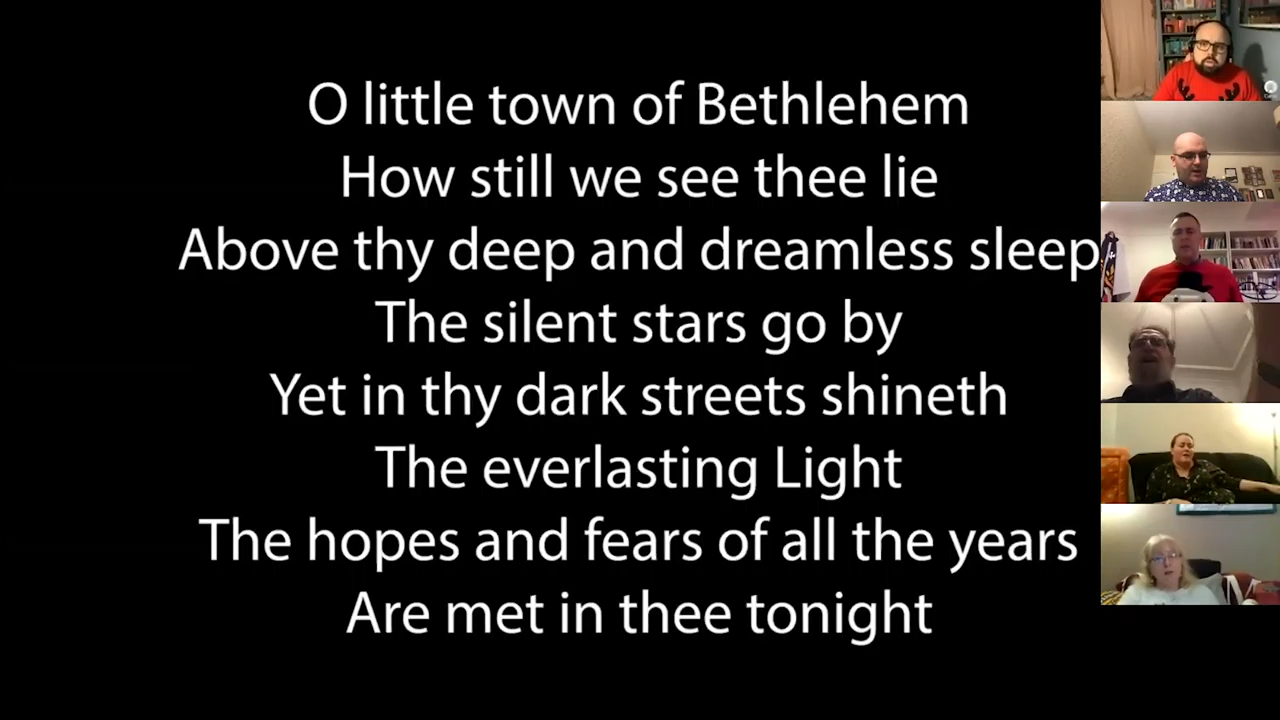 O little town of Bethlehem
How still we see thee lie
Above thy deep and dreamless sleep
The silent stars go by
Yet in thy dark streets shineth
The everlasting Light
The hopes and fears of all the years
Are met in thee tonight